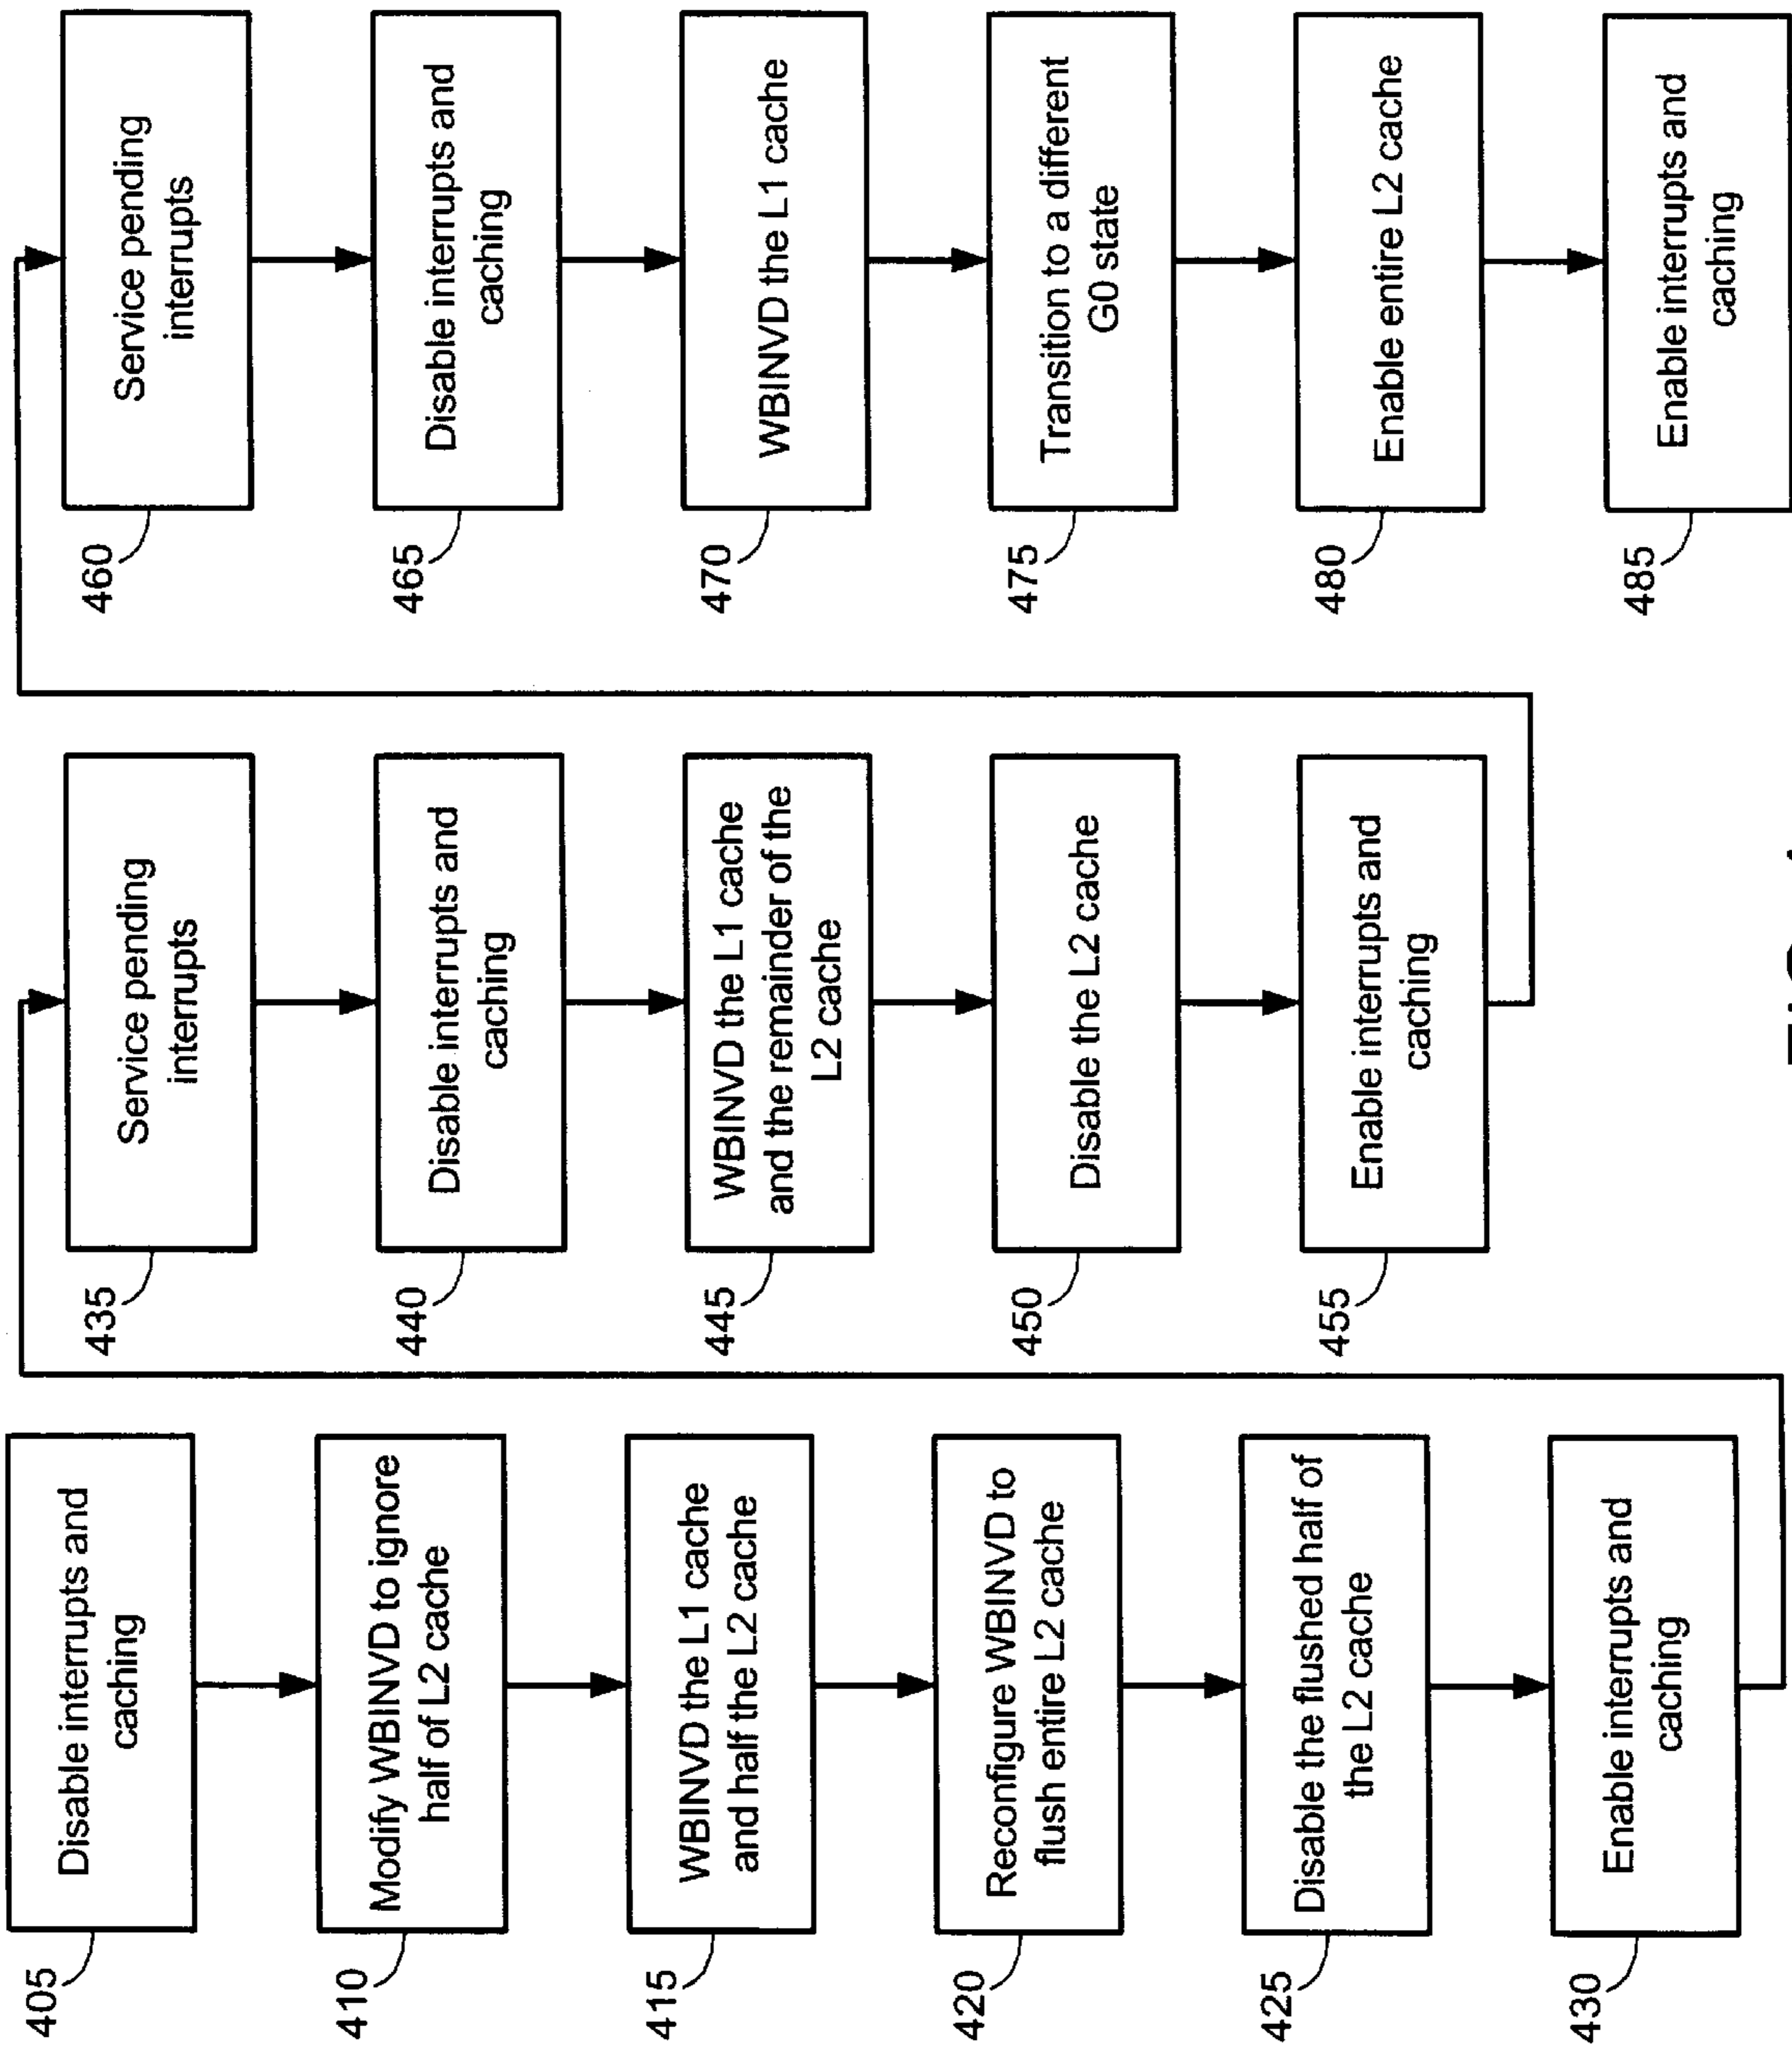 405
Disable interrupts and
caching
410
Modify WBINVD to ignore
half of L2 cache
415
WBINVD the L1 cache
and half the L2 cache
420
Reconfigure WBINVD to
flush entire L2 cache
425
Disable the flushed half of
the L2 cache
430
Enable interrupts and
caching
435
Service pending
interrupts
440
Disable interrupts and
caching
445
WBINVD the L1 cache
and the remainder of the
L2 cache
450
Disable the L2 cache
455
Enable interrupts and
caching
460
Service pending
interrupts
465
Disable interrupts and
caching
470
WBINVD the L1 cache
475
Transition to a different
G0 state
480
Enable entire L2 cache
485
Enable interrupts and
caching